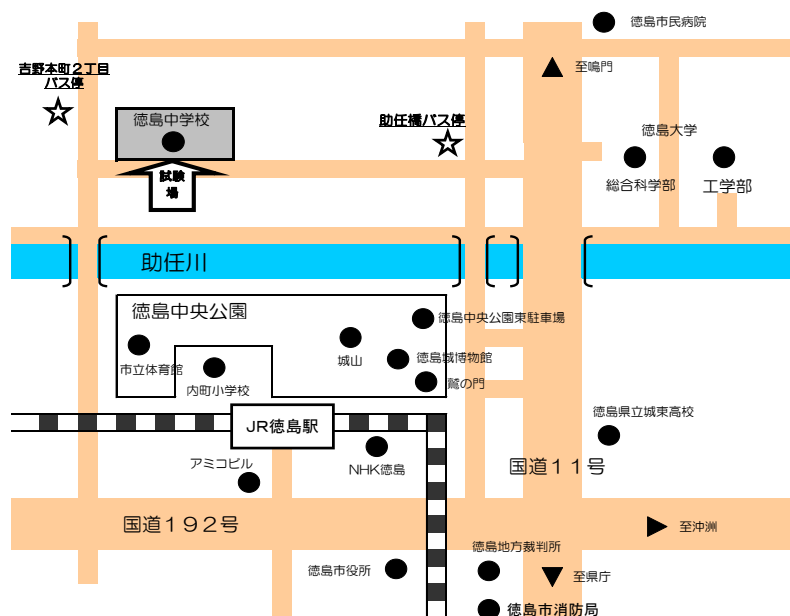 徳島市民病院
吉野本町２丁目
バス停
至鳴門
徳島中学校
助任橋バス停
徳島大学
試験
場
総合科学部
工学部
助任川
徳島中央公園
徳島中央公園東駐車場
市立体育館
城山
徳島城博物館
内町小学校
鷲の門
徳島県立城東高校
JR徳島駅
アミコビル
NHK徳島
国道１１号
国道１９２号
至沖洲
徳島地方裁判所
徳島市役所
至県庁
徳島市消防局